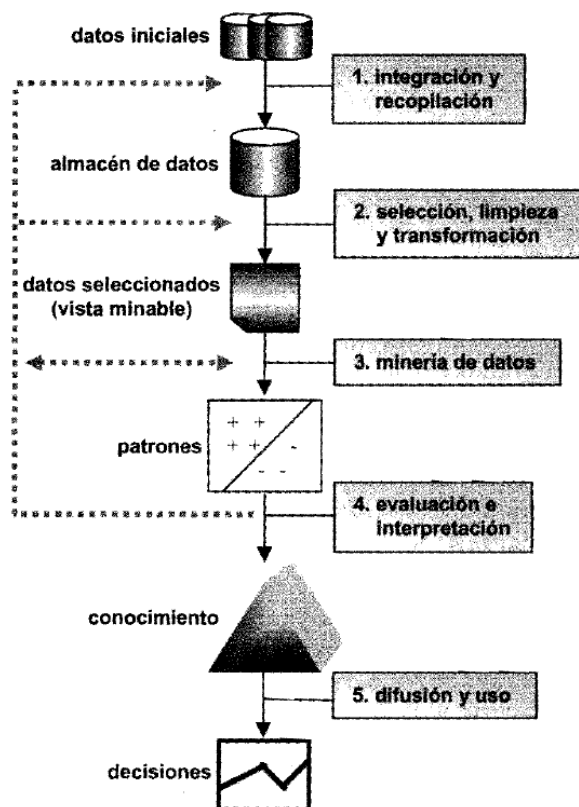 datos iniciales
1. integración y
recopilación
almacén de datos
2. selección, limpieza
y transformación
datos seleccionados
(vista minable)
3. minería de datos
patrones
+ +
+ + -
- -
4. evaluación e
interpretación
conocimiento
5. difusión y uso
decisiones